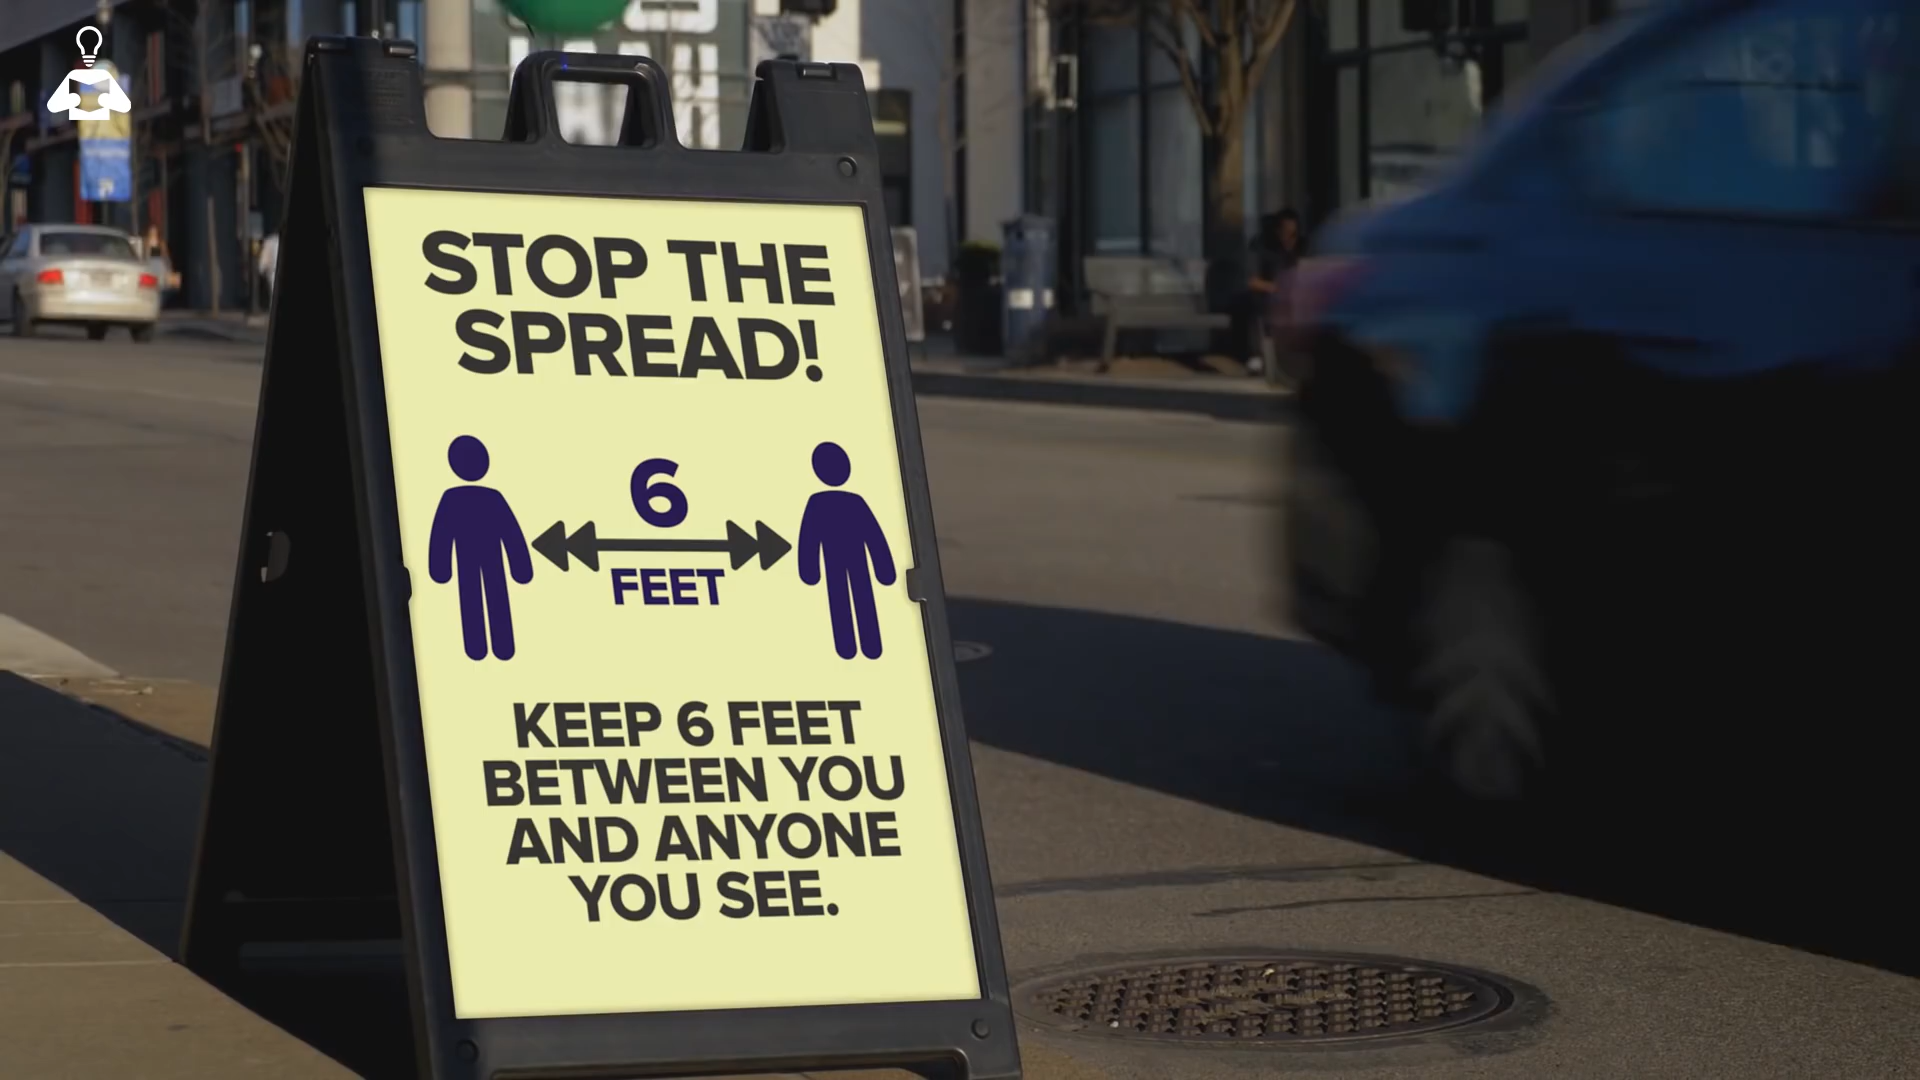 STOP THE
SPREAD!
6
FEET
KEEP 6 FEET
BETWEEN YOU
AND ANYONE
YOU SEE.